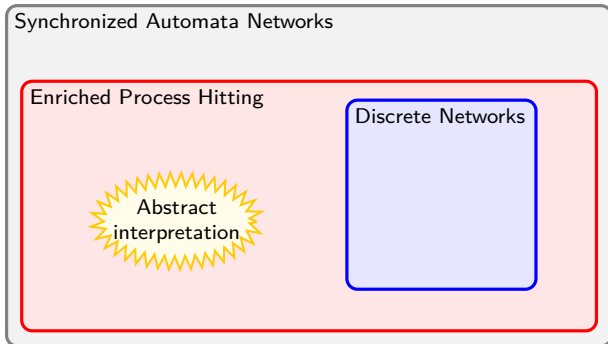 Synchronized Automata Networks
Enriched Process Hitting
Discrete Networks
Abstract
interpretation